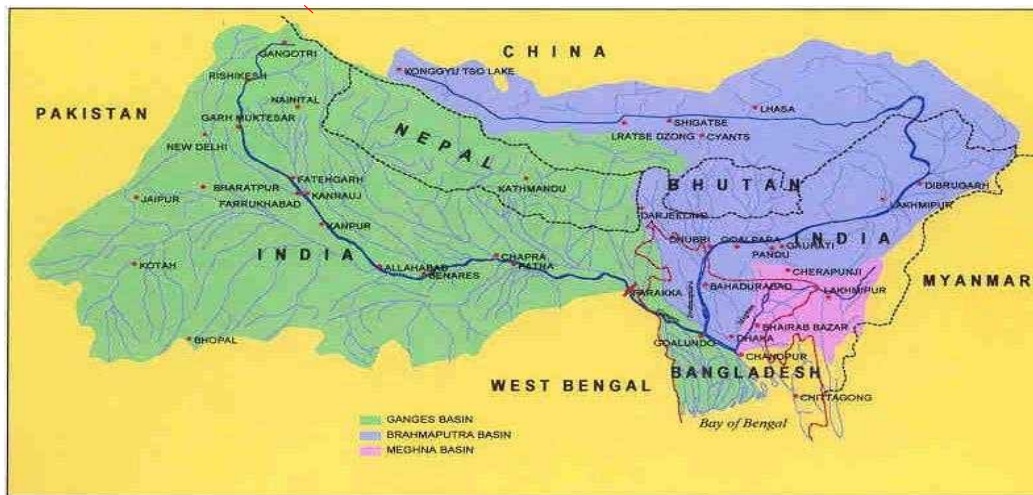 CHINA
GANGOTRI
KONGGYU TSO LAKE
RISHIKESH
PAKISTAN
NAINITAL
LHASA
GARH MUKTESAR
SHIGATSE
LRATSE DZONG
CYANTS
NEW DELHI
NEPAL
FATEHGARH
KATHMANDU
BHUTAN
DIBRUGARH
BHARATPUR
KANNAUJ
JAIPUR
FARRUKHABAD
LAKHMIPUR
DARJEELING
KANPUR
DHUBRI
GOALPARA
INDIA
GAUHATI
PANDU
INDIA
CHAPRA
KOTAH
ALLAHABAD
PATNA
BENARES
CHERAPUNJI
MYANMAR
FARAKKA
BAHADURABAD
LAKHMIPUR
BHAIRAB BAZAR
BHOPAL
GOALUNDO
DHAKA
CHANDPUR
BANGLADESH
WEST BENGAL
CHITTAGONG
GANGES BASIN
Bay of Bengal
BRAHMAPUTRA BASIN
MEGHNA BASIN